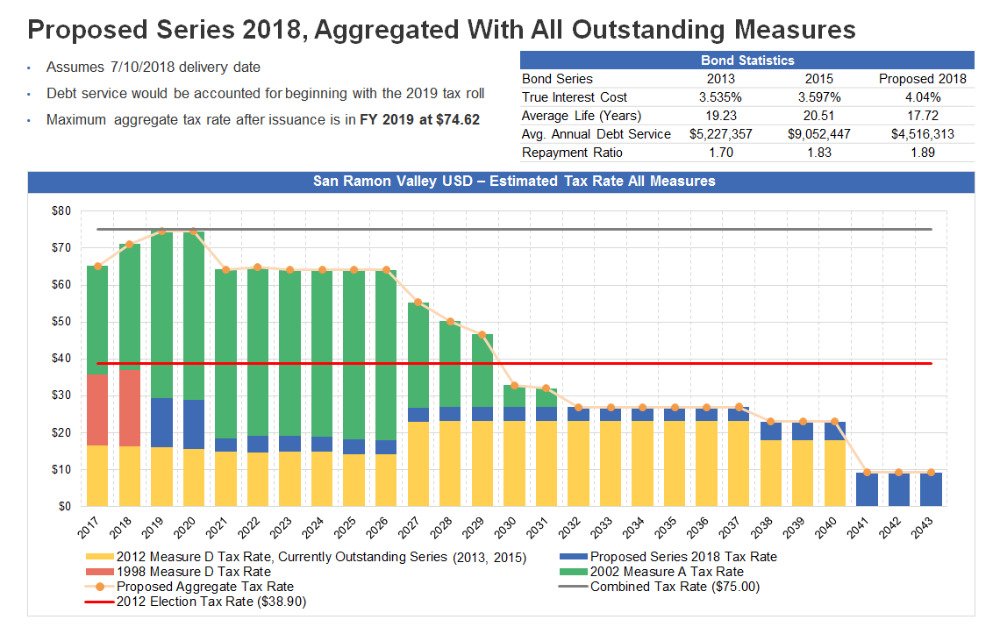 Proposed Series 2018, Aggregated With All Outstanding Measures
• Assumes 7/10/2018 delivery date
• Debt service would be accounted for beginning with the 2019 tax roll
• Maximum aggregate tax rate after issuance is in FY 2019 at $74.62
Bond Statistics
Bond Series 2013 2015 Proposed 2018
True Interest Cost 3.535% 3.597% 4.04%
Average Life (Years) 19.23 20.51 17.72
Avg. Annual Debt Service $5,227,357 $9,052,447 $4,516,313
Repayment Ratio 1.70 1.83 1.89
San Ramon Valley USD – Estimated Tax Rate All Measures
$80
$70
$60
$50
$40
$30
$20
$10
$0
2017 2018 2019 2020 2021 2022 2023 2024 2025 2026 2027 2028 2029 2030 2031 2032 2033 2034 2035 2036 2037 2038 2039 2040 2041 2042 2043
2012 Measure D Tax Rate, Currently Outstanding Series (2013, 2015) Proposed Series 2018 Tax Rate
1998 Measure D Tax Rate 2002 Measure A Tax Rate
Proposed Aggregate Tax Rate Combined Tax Rate ($75.00)
2012 Election Tax Rate ($38.90)